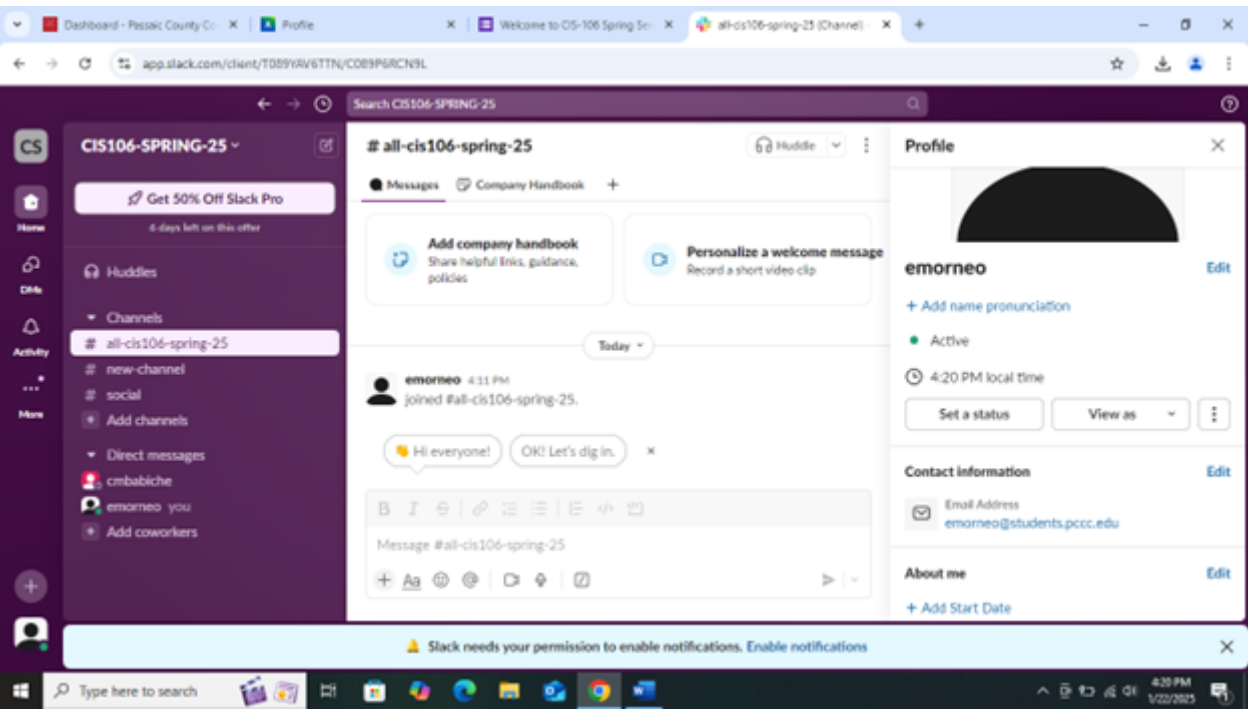 Dashboard - Passaic County Co
Profile
Welcome to CIS-106 Spring Se
all-cis106-spring-25 (Channel) -
app.slack.com/client/T089YAV6TTN/C089P6RCN9L
Search CIS106-SPRING-25
CS
Home
DMs
Activity
More
CIS106-SPRING-25
Get 50% Off Slack Pro
6 days left on this offer
Huddles
Channels
# all-cis106-spring-25
# new-channel
# social
+ Add channels
Direct messages
cmbabiche
emorneo you
+ Add coworkers
# all-cis106-spring-25
Huddle
Messages
Company Handbook
+
Add company handbook
Share helpful links, guidance,
policies
Personalize a welcome message
Record a short video clip
Today
emorneo 4:11 PM
joined #all-cis106-spring-25.
Hi everyone!
OK! Let's dig in.
Message #all-cis106-spring-25
Aa
Profile
emorneo
Edit
+ Add name pronunciation
Active
4:20 PM local time
Set a status
View as
Contact information
Edit
Email Address
emorneo@students.pccc.edu
About me
Edit
+ Add Start Date
Slack needs your permission to enable notifications. Enable notifications
Type here to search
4:20 PM
1/22/2025